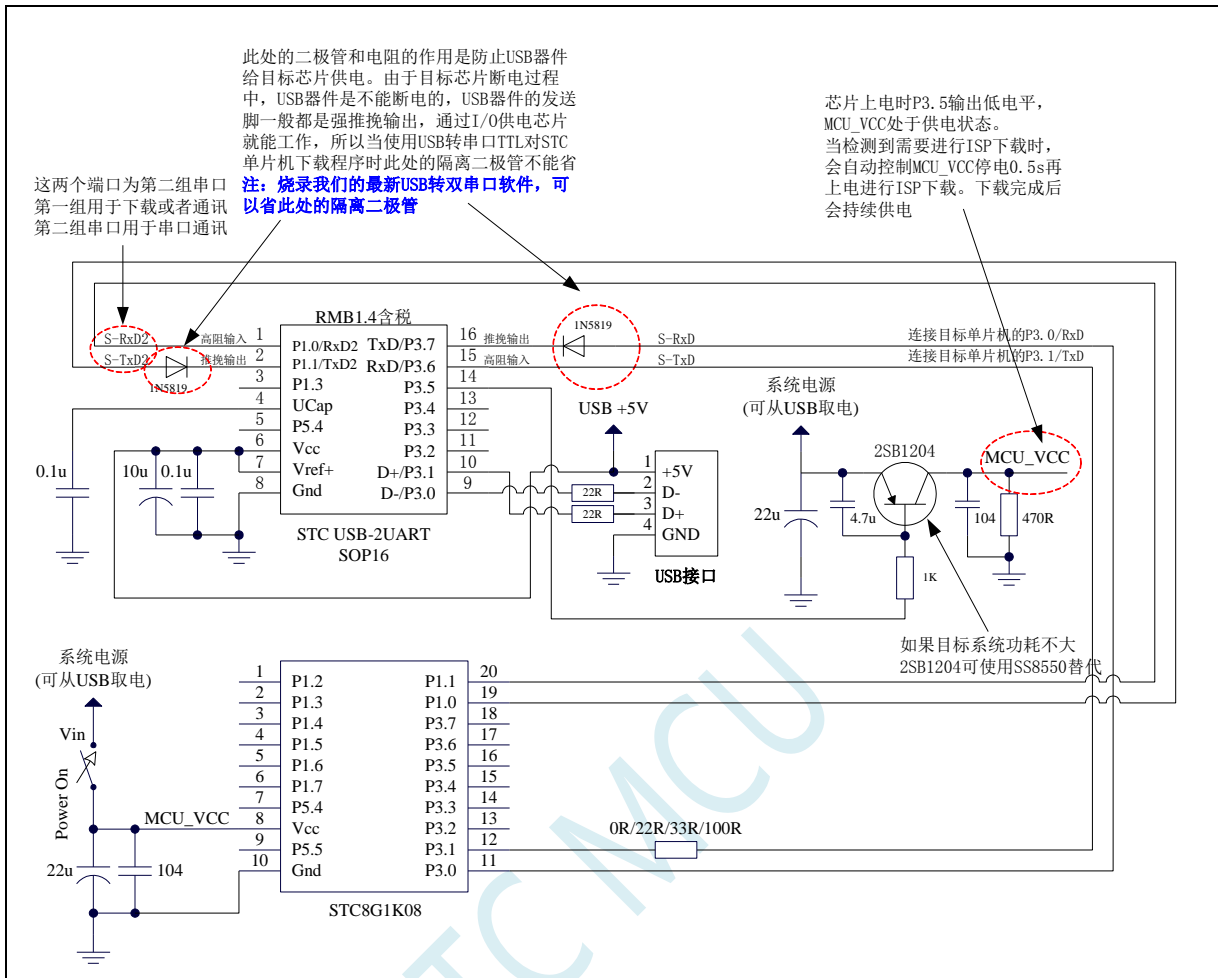 此处的二极管和电阻的作用是防止USB器件
给目标芯片供电。由于目标芯片断电过程
中，USB器件是不能断电的，USB器件的发送
脚一般都是强推挽输出，通过I/O供电芯片
就能工作，所以当使用USB转串口TTL对STC
单片机下载程序时此处的隔离二极管不能省
注：烧录我们的最新USB转双串口软件，可
以省此处的隔离二极管
芯片上电时P3.5输出低电平，
MCU_VCC处于供电状态。
当检测到需要进行ISP下载时，
会自动控制MCU_VCC停电0.5s再
上电进行ISP下载。下载完成后
会持续供电
这两个端口为第二组串口
第一组用于下载或者通讯
第二组串口用于串口通讯
RMB1.4含税
S-RxD2
高阻输入
1
P1.0/RxD2
TxD/P3.7
16
推挽输出
1N5819
S-RxD
连接目标单片机的P3.0/RxD
S-TxD2
1N5819
推挽输出
2
P1.1/TxD2
RxD/P3.6
15
高阻输入
S-TxD
连接目标单片机的P3.1/TxD
3
P1.3
P3.5
14
4
UCap
P3.4
13
5
P5.4
P3.3
12
6
Vcc
P3.2
11
7
Vref+
D+/P3.1
10
8
Gnd
D-/P3.0
9
STC USB-2UART
SOP16
0.1u
10u
0.1u
USB +5V
22R
22R
1
+5V
2
D-
3
D+
4
GND
USB接口
系统电源
(可从USB取电)
22u
4.7u
2SB1204
MCU_VCC
104
470R
1K
如果目标系统功耗不大
2SB1204可使用SS8550替代
系统电源
(可从USB取电)
Vin
Power On
MCU_VCC
22u
104
1
P1.2
P1.1
20
2
P1.3
P1.0
19
3
P1.4
P3.7
18
4
P1.5
P3.6
17
5
P1.6
P3.5
16
6
P1.7
P3.4
15
7
P5.4
P3.3
14
8
Vcc
P3.2
13
9
P5.5
P3.1
12
10
Gnd
P3.0
11
0R/22R/33R/100R
STC8G1K08
STC MCU